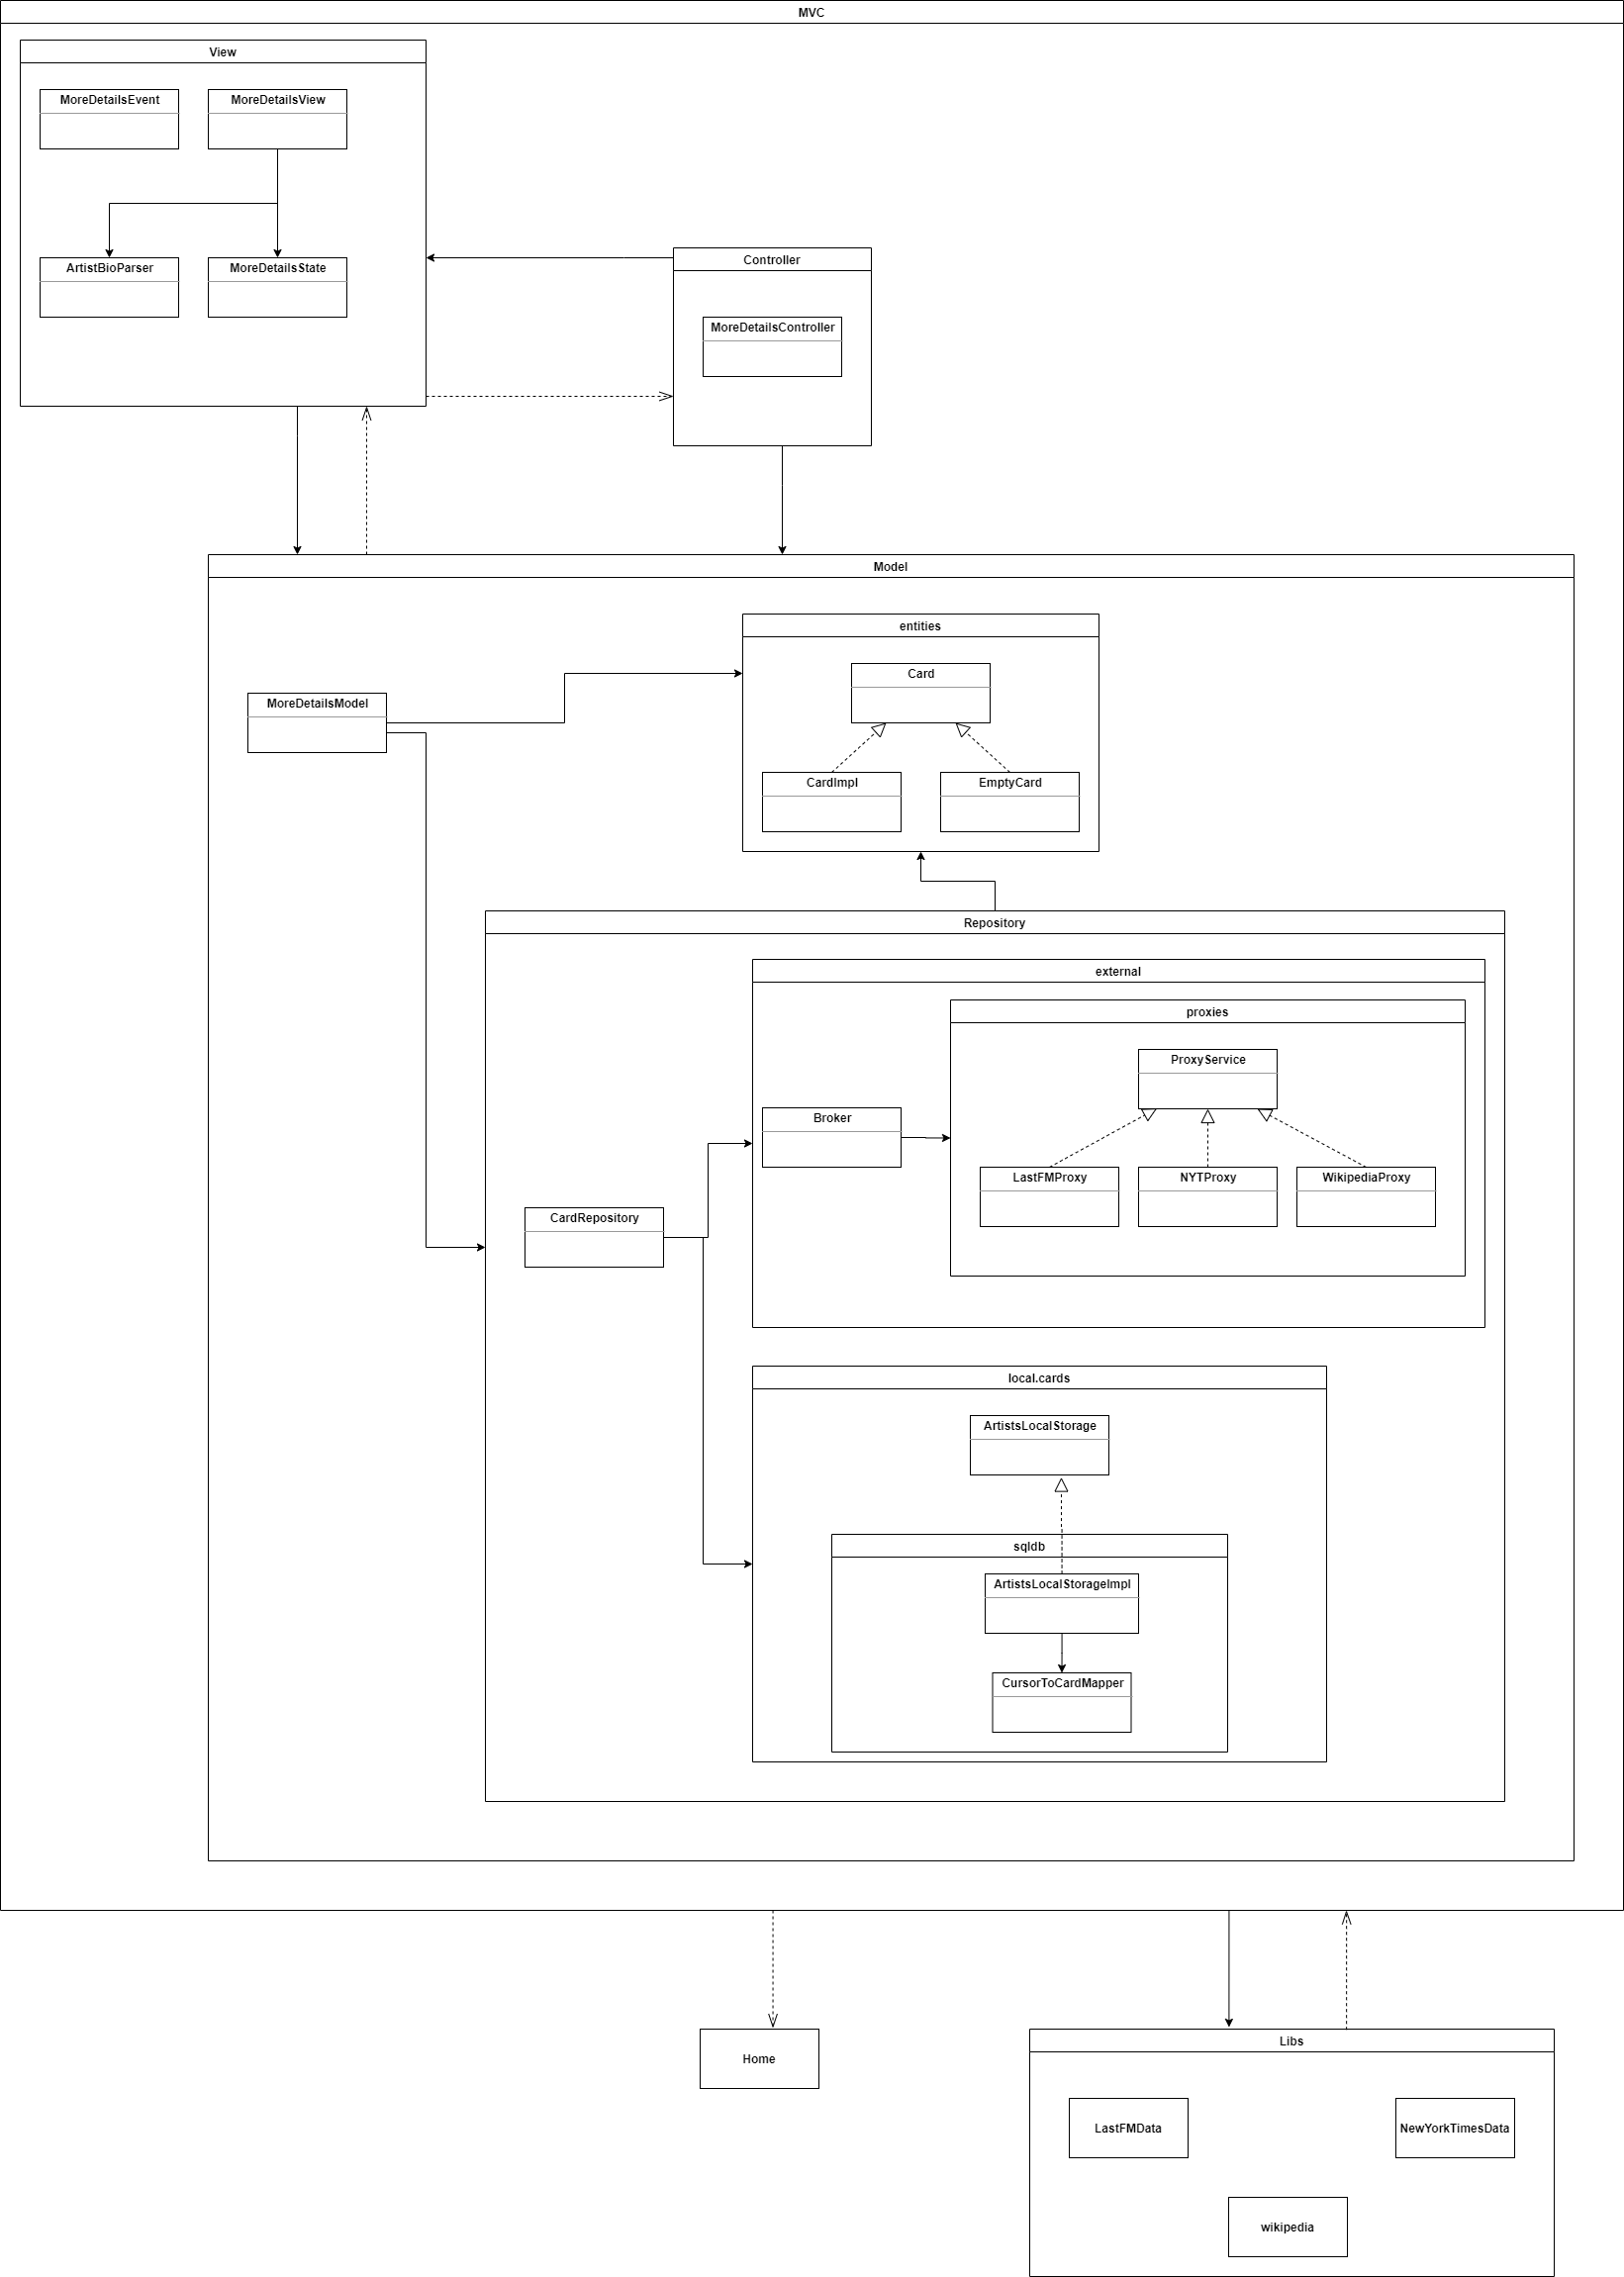 MVC
View
MoreDetailsEvent
MoreDetailsView
ArtistBioParser
MoreDetailsState
Controller
MoreDetailsController
Model
MoreDetailsModel
entities
Card
CardImpl
EmptyCard
Repository
CardRepository
external
Broker
proxies
ProxyService
LastFMProxy
NYTProxy
WikipediaProxy
local.cards
ArtistsLocalStorage
sqldb
ArtistsLocalStorageImpl
CursorToCardMapper
Home
Libs
LastFMData
NewYorkTimesData
wikipedia